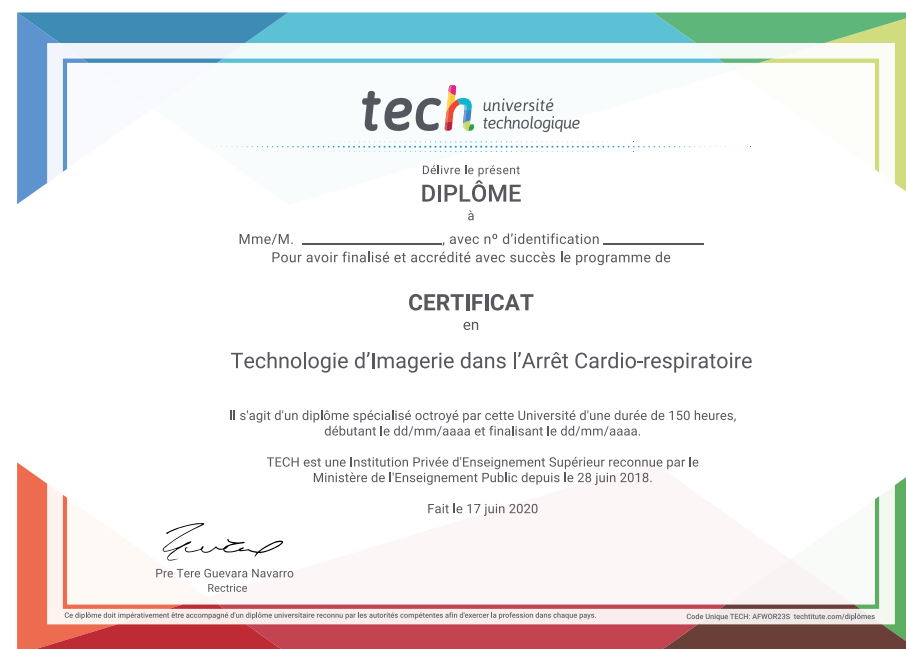 tech université
technologique
Délivre le présent
DIPLÔME
à
Mme/M. ____________________, avec nº d'identification ______________
Pour avoir finalisé et accrédité avec succès le programme de
CERTIFICAT
en
Technologie d'Imagerie dans l'Arrêt Cardio-respiratoire
Il s'agit d'un diplôme spécialisé octroyé par cette Université d'une durée de 150 heures,
débutant le dd/mm/aaaa et finalisant le dd/mm/aaaa.
TECH est une Institution Privée d'Enseignement Supérieur reconnue par le
Ministère de l'Enseignement Public depuis le 28 juin 2018.
Fait le 17 juin 2020
Pre Tere Guevara Navarro
Rectrice
Ce diplôme doit impérativement être accompagné d'un diplôme universitaire reconnu par les autorités compétentes afin d'exercer la profession dans chaque pays.
Code Unique TECH: AFWOR23S techtitute.com/diplômes